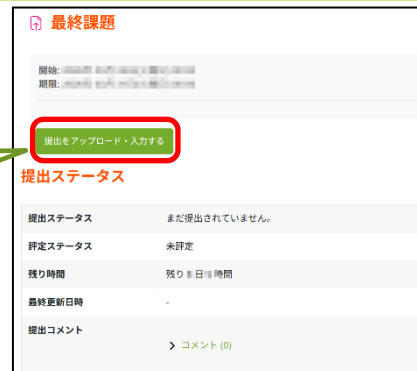 最終課題
開始:
期限:
提出をアップロード・入力する
提出ステータス
提出ステータス まだ提出されていません。
評定ステータス 未評定
残り時間 残り 日 時間
最終更新日時 -
提出コメント
コメント (0)